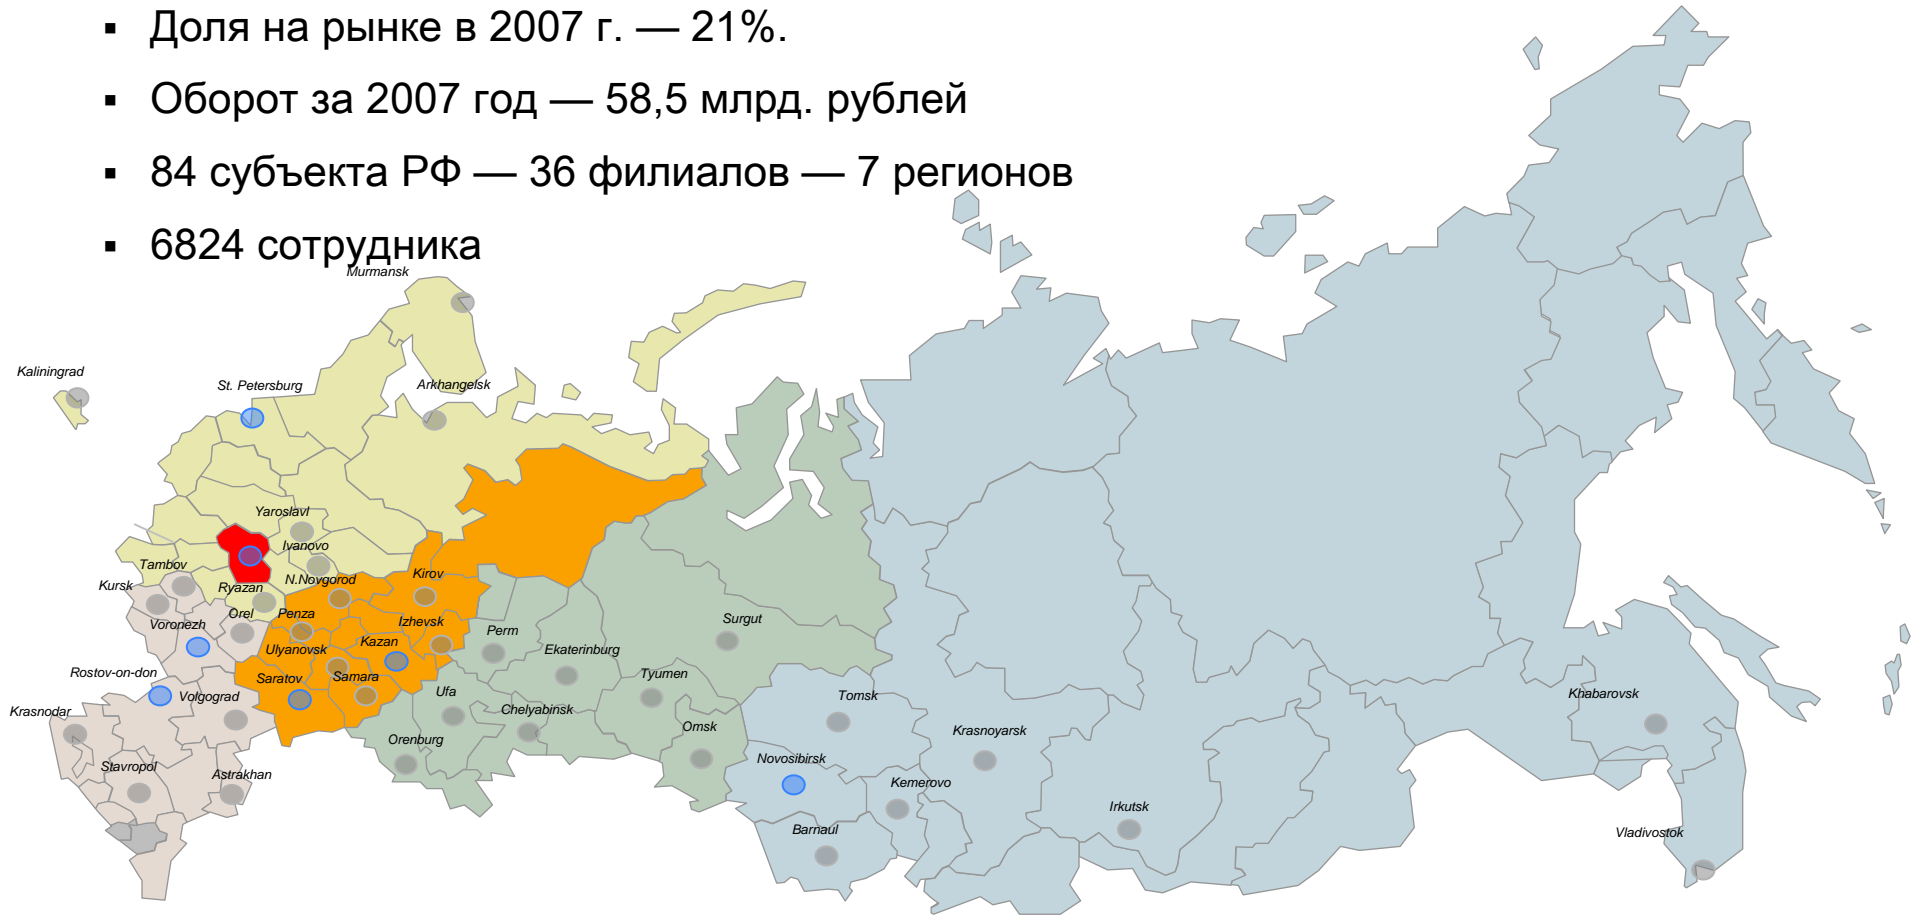 ▪ Доля на рынке в 2007 г. — 21%.
▪ Оборот за 2007 год — 58,5 млрд. рублей
▪ 84 субъекта РФ — 36 филиалов — 7 регионов
▪ 6824 сотрудника
Murmansk
Kaliningrad
St. Petersburg
Arkhangelsk
Yaroslavl
Ivanovo
Tambov
Kursk
Ryazan
N.Novgorod
Kirov
Orel
Penza
Voronezh
Izhevsk
Surgut
Perm
Kazan
Ulyanovsk
Ekaterinburg
Rostov-on-don
Saratov
Samara
Tyumen
Volgograd
Ufa
Tomsk
Khabarovsk
Krasnodar
Chelyabinsk
Omsk
Krasnoyarsk
Orenburg
Novosibirsk
Stavropol
Astrakhan
Kemerovo
Irkutsk
Barnaul
Vladivostok